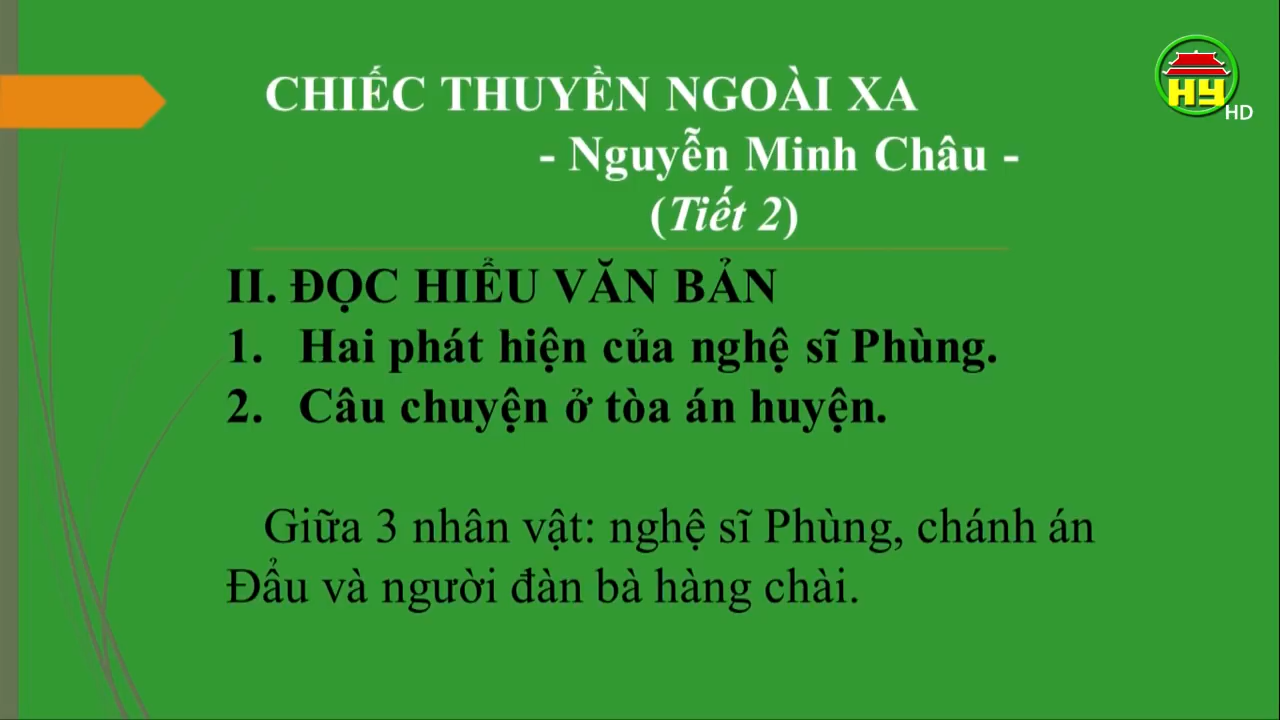 CHIẾC THUYỀN NGOÀI XA
- Nguyễn Minh Châu -
(Tiết 2)
II. ĐỌC HIỂU VĂN BẢN
1. Hai phát hiện của nghệ sĩ Phùng.
2. Câu chuyện ở tòa án huyện.
Giữa 3 nhân vật: nghệ sĩ Phùng, chánh án
Đẩu và người đàn bà hàng chài.
HY
HD